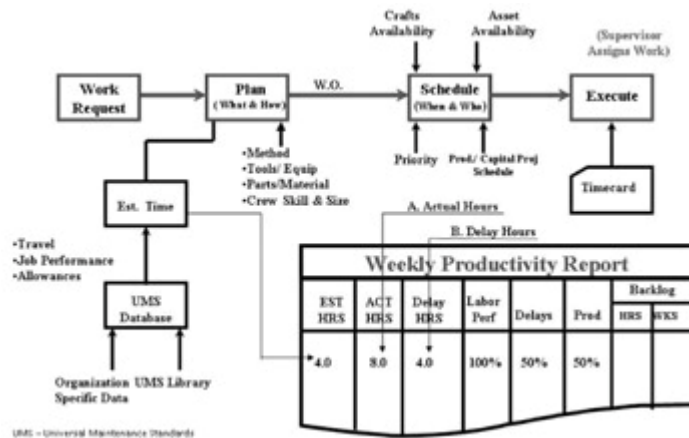 Crafts
Availability
Asset
Availability
(Supervisor
Assigns Work)
Work
Request
Plan
(What & How)
W.O.
Schedule
(When & Who)
Execute
•Method
•Tools/ Equip
•Parts/Material
•Crew Skill & Size
Priority
Prod./ Capital Proj
Schedule
Timecard
Est. Time
A. Actual Hours
B. Delay Hours
•Travel
•Job Performance
•Allowances
Weekly Productivity Report
EST
HRS
ACT
HRS
Delay
HRS
Labor
Perf
Delays
Prod
Backlog
HRS
WKS
UMS
Database
4.0
8.0
4.0
100%
50%
50%
Organization
Specific Data
UMS Library
UMS – Universal Maintenance Standards